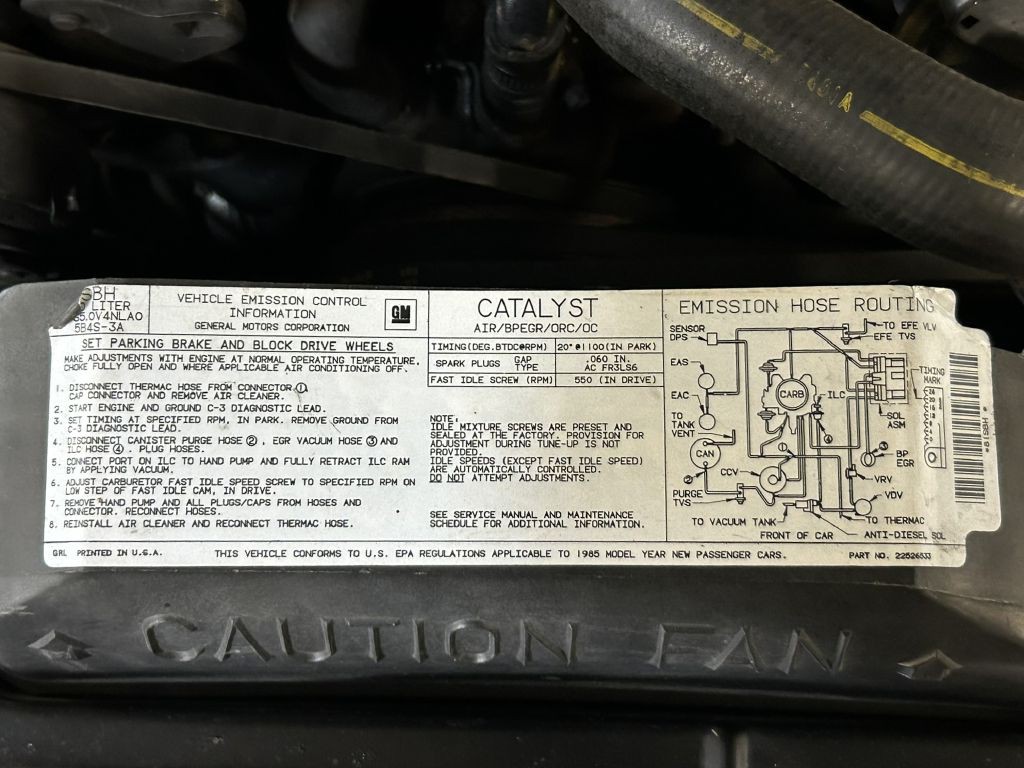 7680A
SBH
LITER
G5.0V4NLA0
5B4S-3A
VEHICLE EMISSION CONTROL
INFORMATION
GENERAL MOTORS CORPORATION
GM
SET PARKING BRAKE AND BLOCK DRIVE WHEELS
MAKE ADJUSTMENTS WITH ENGINE AT NORMAL OPERATING TEMPERATURE,
CHOKE FULLY OPEN AND WHERE APPLICABLE AIR CONDITIONING OFF.
1. DISCONNECT THERMAC HOSE FROM CONNECTOR ①,
CAP CONNECTOR AND REMOVE AIR CLEANER.
2. START ENGINE AND GROUND C-3 DIAGNOSTIC LEAD.
3. SET TIMING AT SPECIFIED RPM, IN PARK. REMOVE GROUND FROM
C-3 DIAGNOSTIC LEAD.
4. DISCONNECT CANISTER PURGE HOSE ②, EGR VACUUM HOSE ③ AND
ILC HOSE ④. PLUG HOSES.
5. CONNECT PORT ON ILC TO HAND PUMP AND FULLY RETRACT ILC RAM
BY APPLYING VACUUM.
6. ADJUST CARBURETOR FAST IDLE SPEED SCREW TO SPECIFIED RPM ON
LOW STEP OF FAST IDLE CAM, IN DRIVE.
7. REMOVE HAND PUMP AND ALL PLUGS/CAPS FROM HOSES AND
CONNECTOR. RECONNECT HOSES.
8. REINSTALL AIR CLEANER AND RECONNECT THERMAC HOSE.
CATALYST
AIR/BPEGR/ORC/OC
TIMING(DEG.BTDC@RPM) 20°@1100(IN PARK)
SPARK PLUGS GAP .060 IN.
TYPE AC FR3LS6
FAST IDLE SCREW (RPM) 550 (IN DRIVE)
NOTE:
IDLE MIXTURE SCREWS ARE PRESET AND
SEALED AT THE FACTORY. PROVISION FOR
ADJUSTMENT DURING TUNE-UP IS NOT
PROVIDED.
IDLE SPEEDS (EXCEPT FAST IDLE SPEED)
ARE AUTOMATICALLY CONTROLLED.
DO NOT ATTEMPT ADJUSTMENTS.
SEE SERVICE MANUAL AND MAINTENANCE
SCHEDULE FOR ADDITIONAL INFORMATION.
EMISSION HOSE ROUTING
SENSOR
DPS
TO EFE VLV
EFE TVS
EAS
TIMING
MARK
CARB
ILC
EAC
SOL
ASM
TO
TANK
VENT
CAN
BP
EGR
CCV
VRV
PURGE
TVS
VDV
TO VACUUM TANK
TO THERMAC
FRONT OF CAR
ANTI-DIESEL SOL
GRL PRINTED IN U.S.A.
THIS VEHICLE CONFORMS TO U.S. EPA REGULATIONS APPLICABLE TO 1985 MODEL YEAR NEW PASSENGER CARS.
PART NO. 22526533
CAUTION FAN